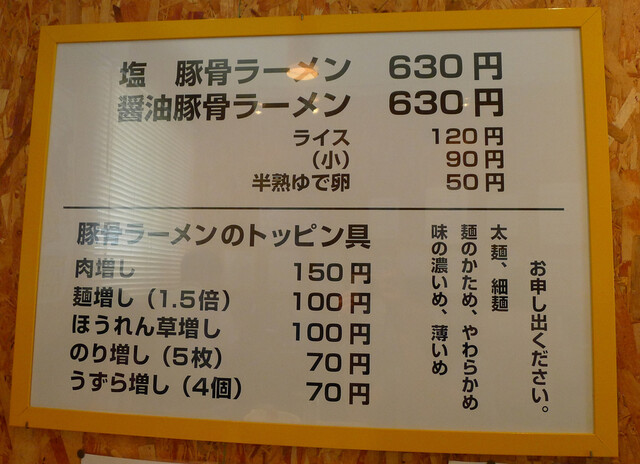 塩　豚骨ラーメン　630円
醤油豚骨ラーメン　630円
ライス　120円
（小）　90円
半熟ゆで卵　50円
豚骨ラーメンのトッピン具
肉増し　150円
麺増し（1.5倍）　100円
ほうれん草増し　100円
のり増し（5枚）　70円
うずら増し（4個）　70円
お申し出ください。
太麺、細麺
麺のかため、やわらかめ
味の濃いめ、薄いめ